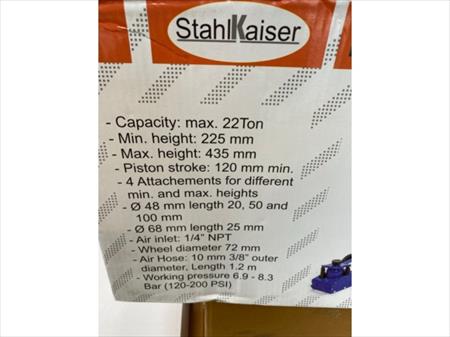 StahlKaiser
- Capacity: max. 22Ton
- Min. height: 225 mm
- Max. height: 435 mm
- Piston stroke: 120 mm min.
- 4 Attachements for different
min. and max. heights
- Ø 48 mm length 20, 50 and
100 mm
- Ø 68 mm length 25 mm
- Air inlet: 1/4" NPT
- Wheel diameter 72 mm
- Air Hose: 10 mm 3/8" outer
diameter, Length 1.2 m
- Working pressure 6.9 - 8.3
Bar (120-200 PSI)